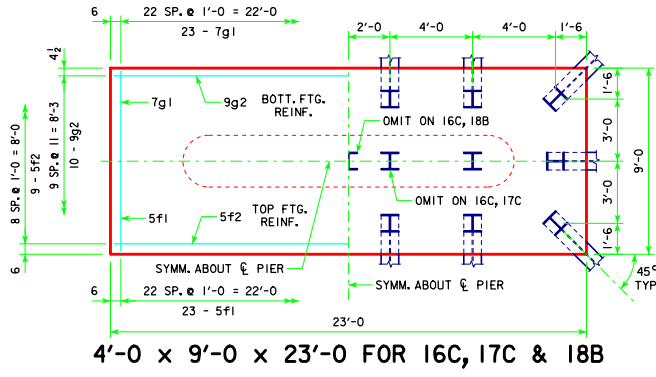 6
22 SP. @ 1'-0 = 22'-0
23 - 7g1
2'-0
4'-0
4'-0
1'-6
4½
7g1
9g2
BOTT. FTG.
REINF.
OMIT ON 16C, 18B
1'-6
3'-0
9'-0
3'-0
1'-6
8 SP. @ 1'-0 = 8'-0
9 - 5f2
9 SP. @ 11 = 8'-3
10 - 9g2
5f1
5f2
TOP FTG.
REINF.
OMIT ON 16C, 17C
6
SYMM. ABOUT ℄ PIER
SYMM. ABOUT ℄ PIER
45°
TYP
6
22 SP. @ 1'-0 = 22'-0
23 - 5f1
23'-0
4'-0 x 9'-0 x 23'-0 FOR 16C, 17C & 18B